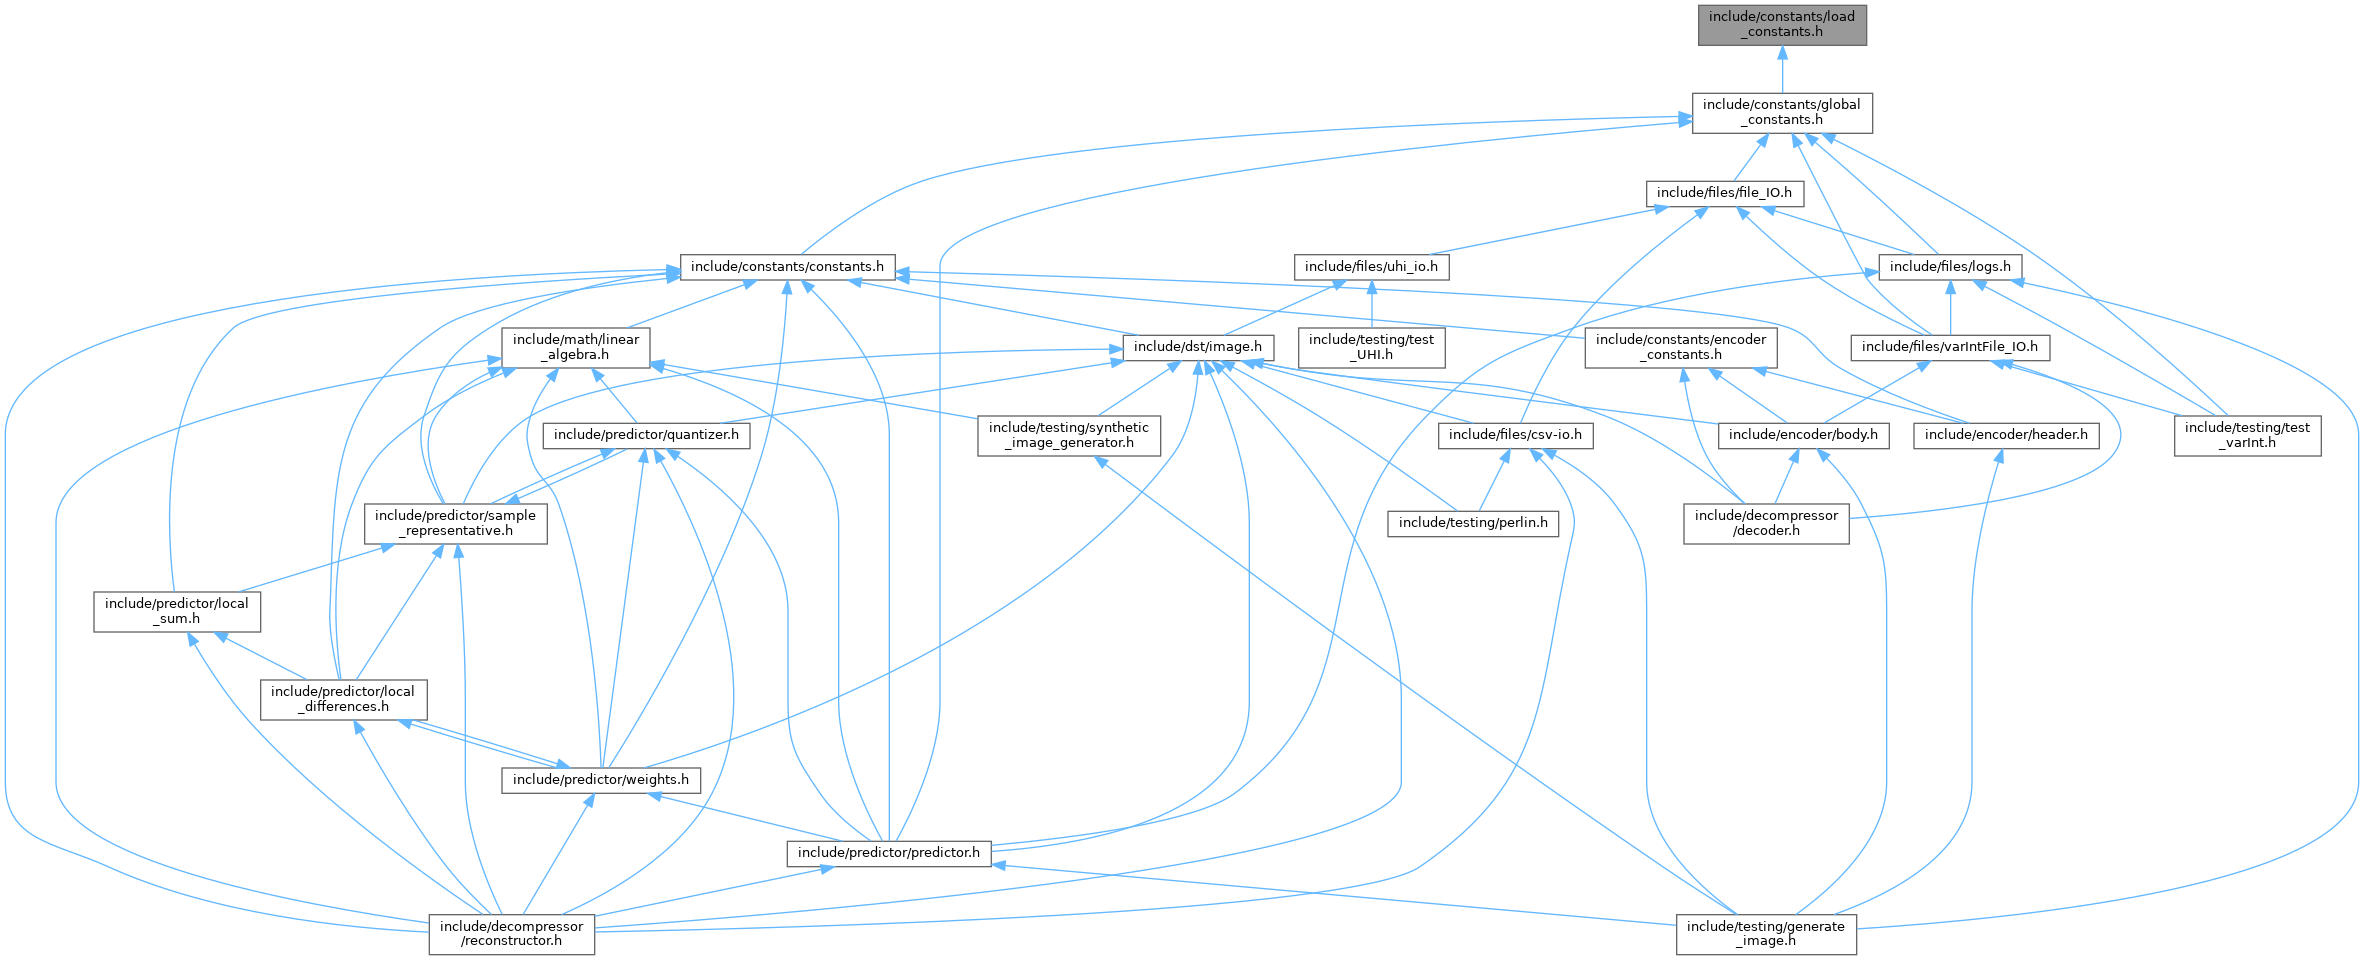 include/constants/load
_constants.h
include/constants/global
_constants.h
include/files/file_IO.h
include/constants/constants.h
include/files/uhi_io.h
include/files/logs.h
include/math/linear
_algebra.h
include/dst/image.h
include/testing/test
_UHI.h
include/constants/encoder
_constants.h
include/files/varIntFile_IO.h
include/predictor/quantizer.h
include/testing/synthetic
_image_generator.h
include/files/csv-io.h
include/encoder/body.h
include/encoder/header.h
include/testing/test
_varInt.h
include/predictor/sample
_representative.h
include/testing/perlin.h
include/decompressor
/decoder.h
include/predictor/local
_sum.h
include/predictor/local
_differences.h
include/predictor/weights.h
include/predictor/predictor.h
include/decompressor
/reconstructor.h
include/testing/generate
_image.h